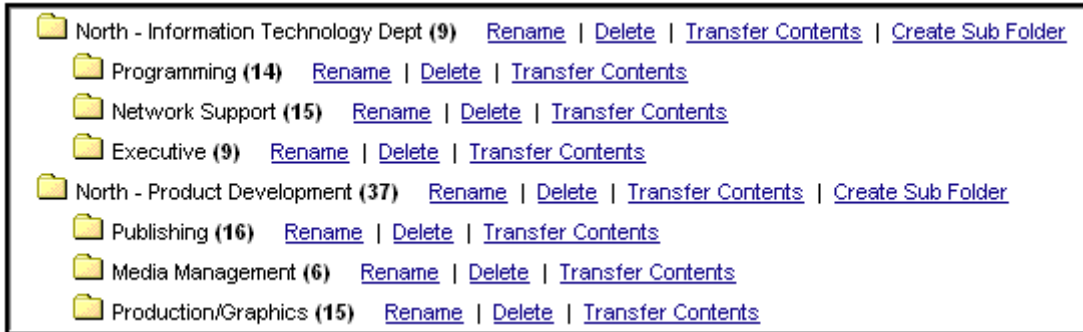 North - Information Technology Dept (9) Rename | Delete | Transfer Contents | Create Sub Folder
Programming (14) Rename | Delete | Transfer Contents
Network Support (15) Rename | Delete | Transfer Contents
Executive (9) Rename | Delete | Transfer Contents
North - Product Development (37) Rename | Delete | Transfer Contents | Create Sub Folder
Publishing (16) Rename | Delete | Transfer Contents
Media Management (6) Rename | Delete | Transfer Contents
Production/Graphics (15) Rename | Delete | Transfer Contents